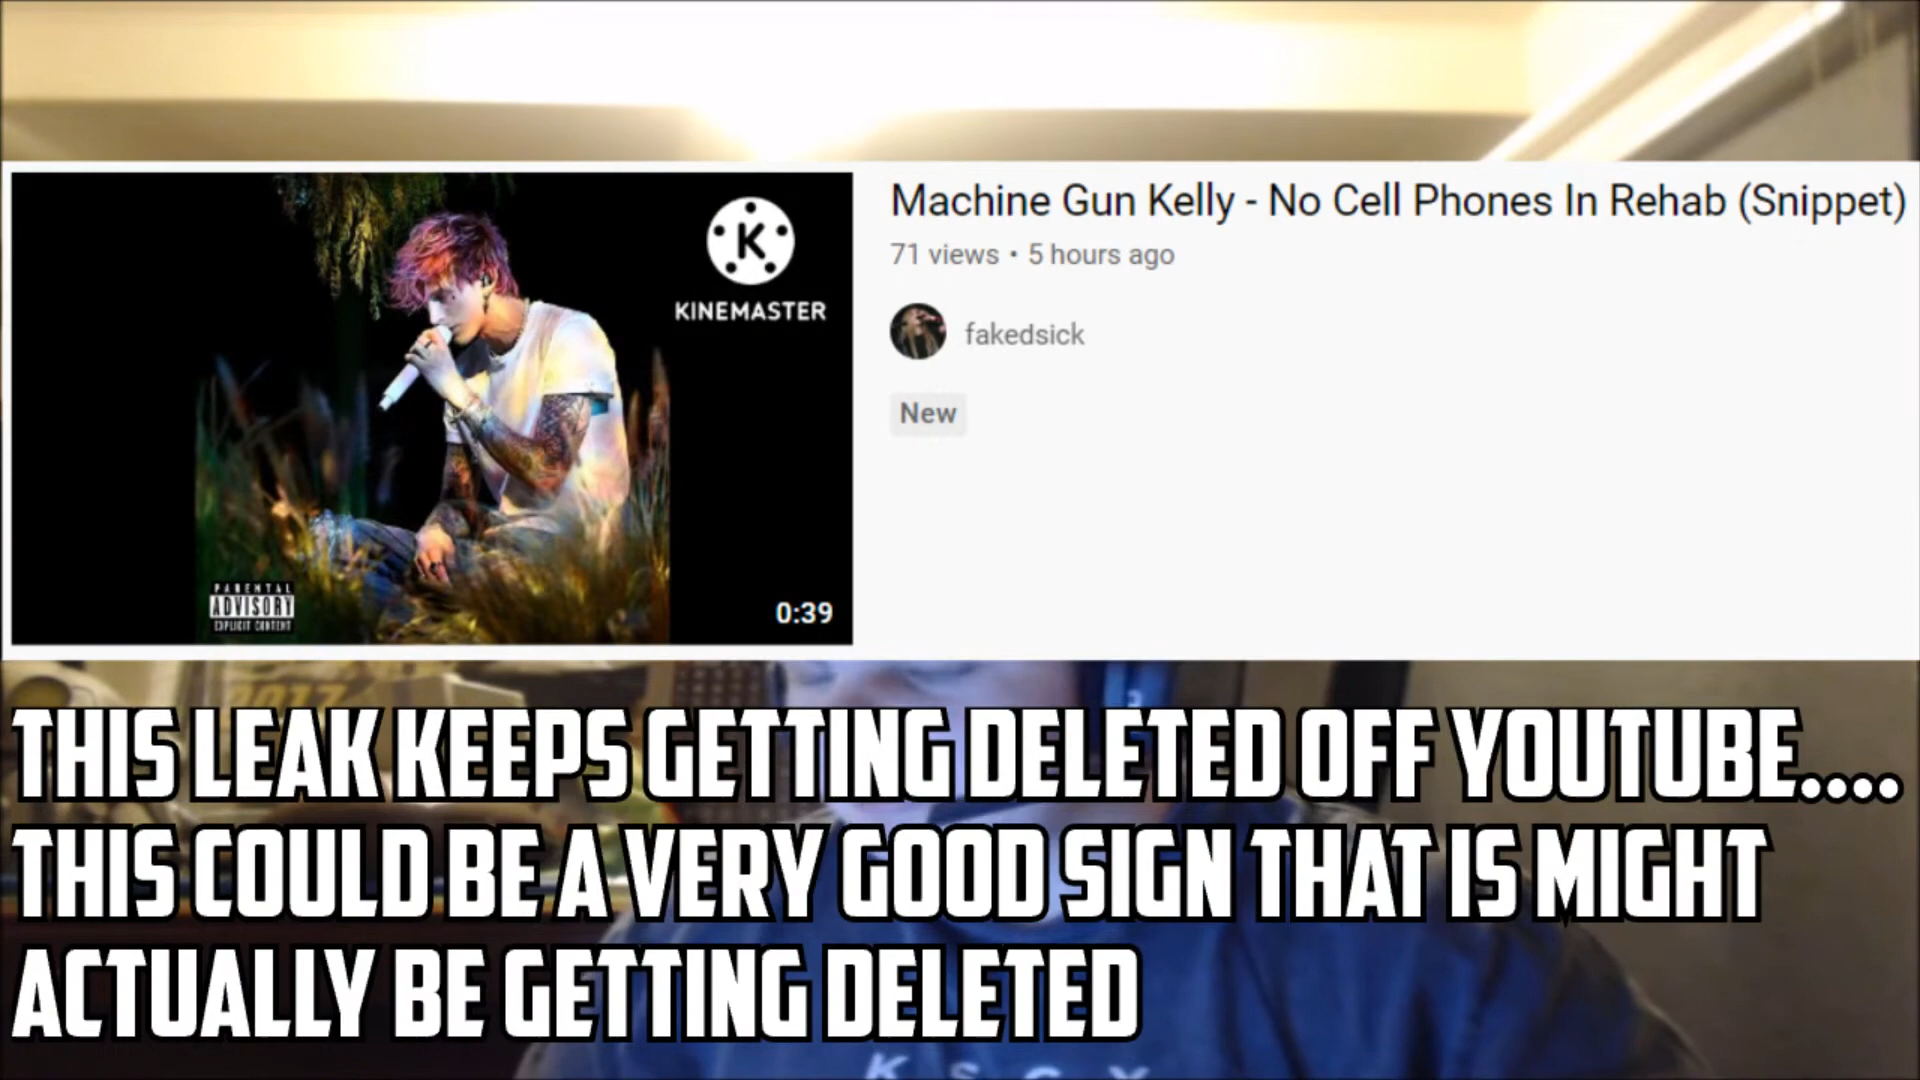 Machine Gun Kelly - No Cell Phones In Rehab (Snippet)
71 views • 5 hours ago
fakedsick
New
K
KINEMASTER
PARENTAL
ADVISORY
EXPLICIT CONTENT
0:39
2017
THIS LEAK KEEPS GETTING DELETED OFF YOUTUBE....
THIS COULD BE A VERY GOOD SIGN THAT IS MIGHT
ACTUALLY BE GETTING DELETED